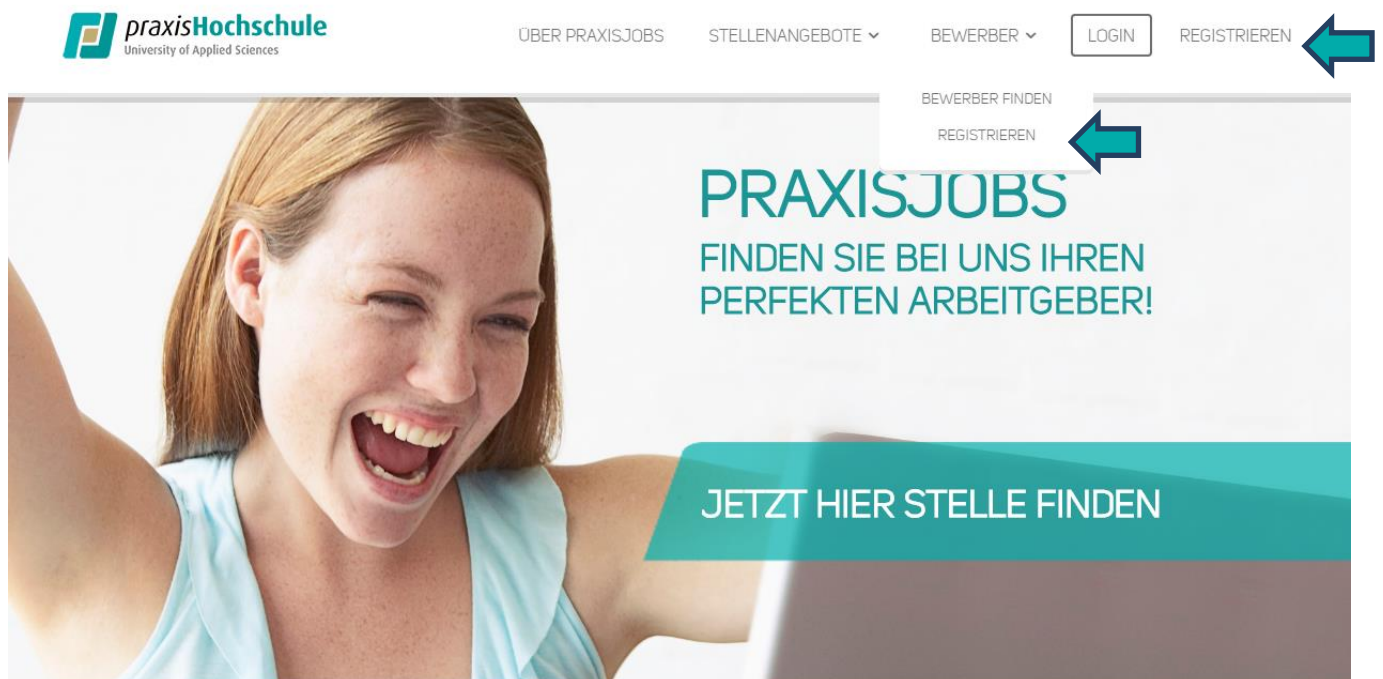 praxisHochschule
University of Applied Sciences
ÜBER PRAXISJOBS STELLENANGEBOTE BEWERBER LOGIN REGISTRIEREN
BEWERBER FINDEN
REGISTRIEREN
PRAXISJOBS
FINDEN SIE BEI UNS IHREN
PERFEKTEN ARBEITGEBER!
JETZT HIER STELLE FINDEN